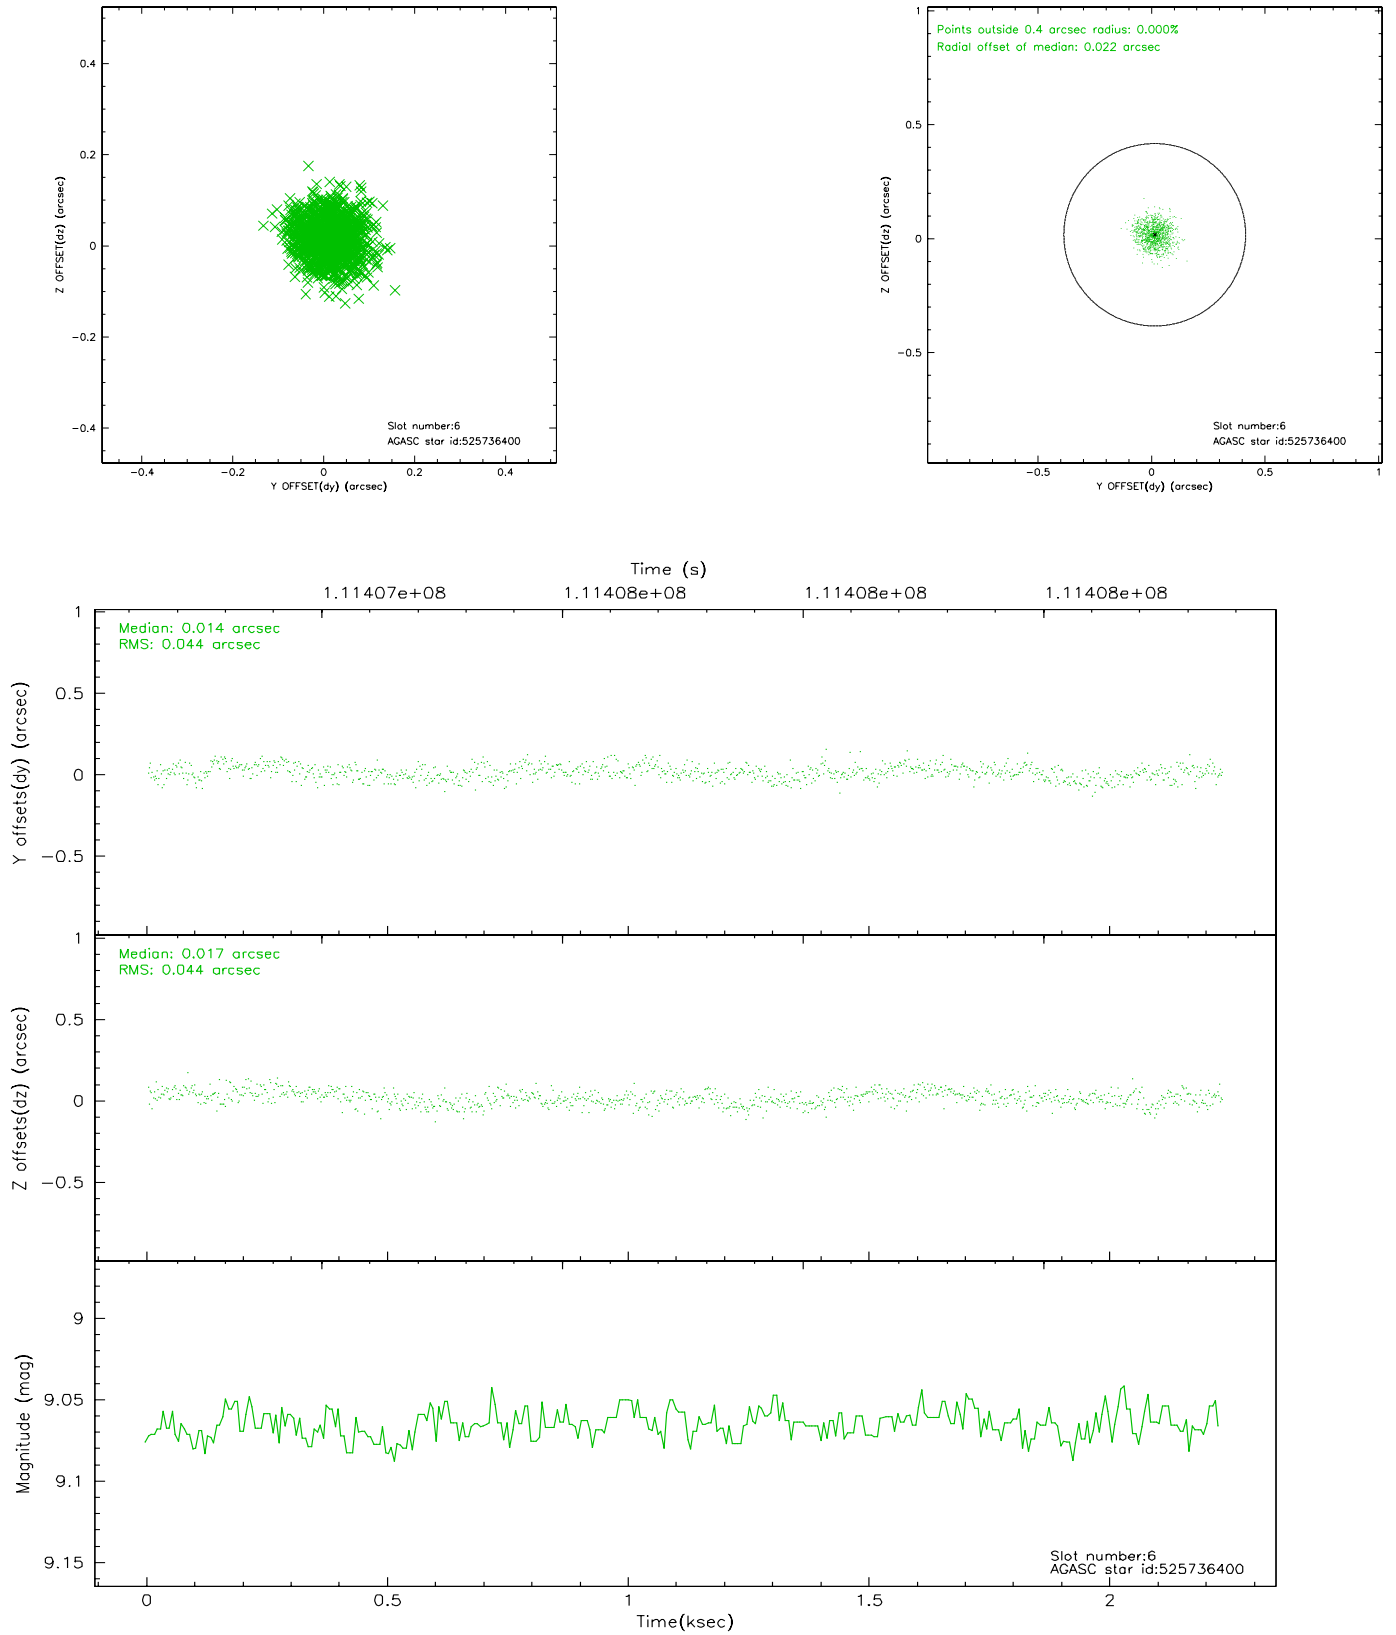 0.4
0.2
0
−0.2
−0.4
Z OFFSET(dz) (arcsec)
Slot number:6
AGASC star id:525736400
−0.4 −0.2 0 0.2 0.4
Y OFFSET(dy) (arcsec)
Points outside 0.4 arcsec radius: 0.000%
Radial offset of median: 0.022 arcsec
1
0.5
0
−0.5
Z OFFSET(dz) (arcsec)
Slot number:6
AGASC star id:525736400
−0.5 0 0.5 1
Y OFFSET(dy) (arcsec)
Time (s)
1.11407e+08 1.11408e+08 1.11408e+08 1.11408e+08
Median: 0.014 arcsec
RMS: 0.044 arcsec
1
0.5
0
−0.5
Y offsets(dy) (arcsec)
Median: 0.017 arcsec
RMS: 0.044 arcsec
1
0.5
0
−0.5
Z offsets(dz) (arcsec)
9
9.05
9.1
9.15
Magnitude (mag)
Slot number:6
AGASC star id:525736400
0 0.5 1 1.5 2
Time(ksec)